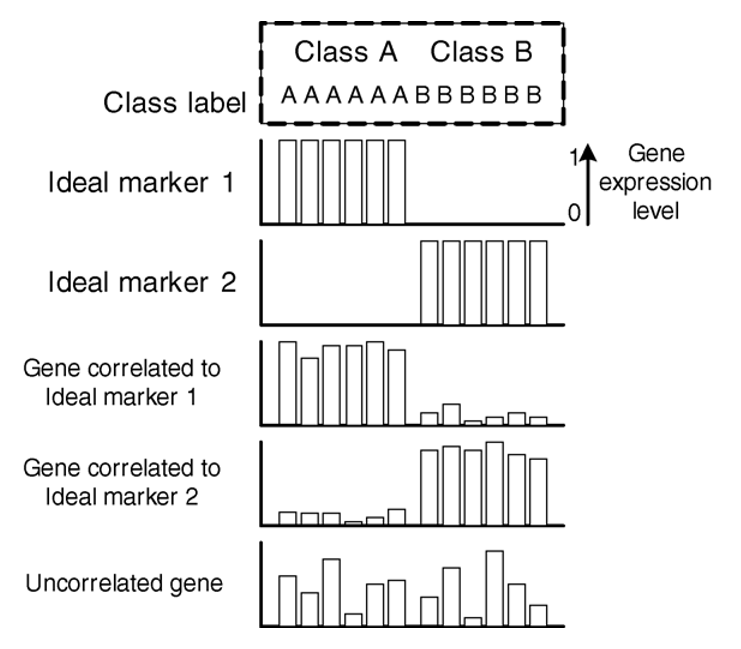 Class A Class B
Class label
A A A A A A B B B B B B
Ideal marker 1
1
0
Gene
expression
level
Ideal marker 2
Gene correlated to
Ideal marker 1
Gene correlated to
Ideal marker 2
Uncorrelated gene